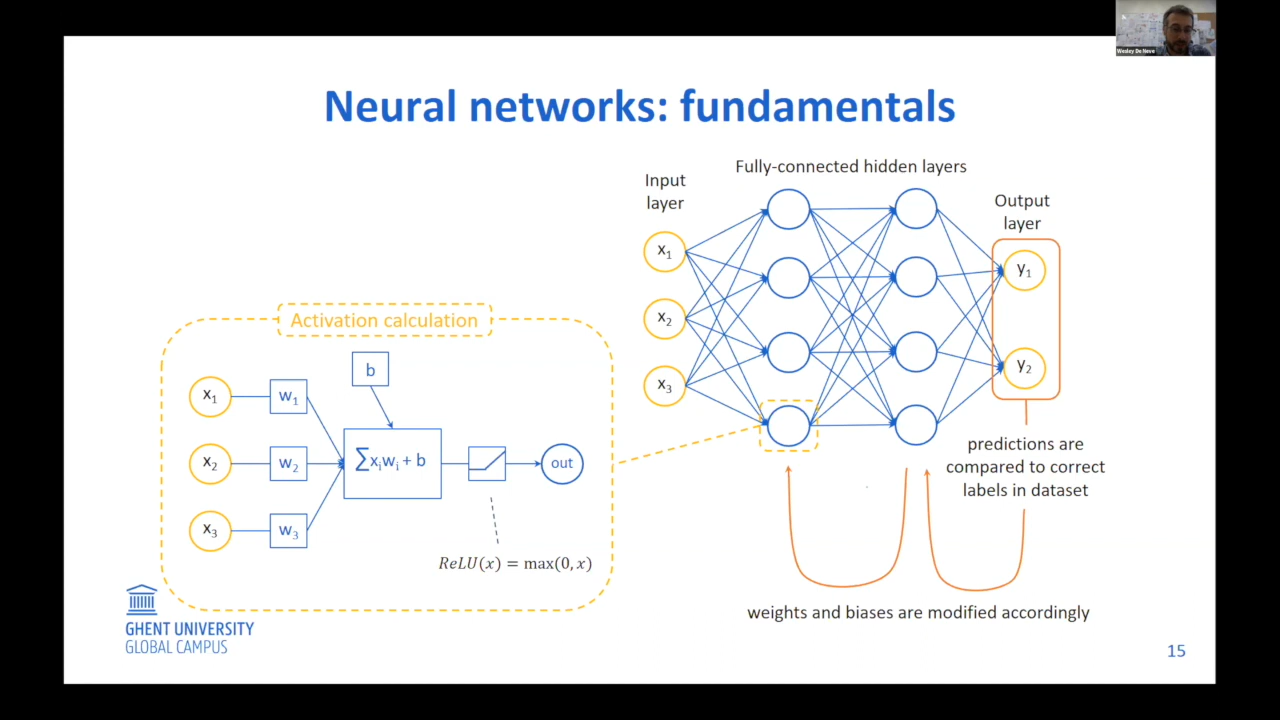 Wesley De Neve
Neural networks: fundamentals
Fully-connected hidden layers
Input
layer
Output
layer
x1
x2
x3
y1
y2
Activation calculation
b
x1
w1
x2
w2
x3
w3
∑xiwi + b
out
ReLU(x) = max(0, x)
predictions are
compared to correct
labels in dataset
weights and biases are modified accordingly
GHENT UNIVERSITY
GLOBAL CAMPUS
15